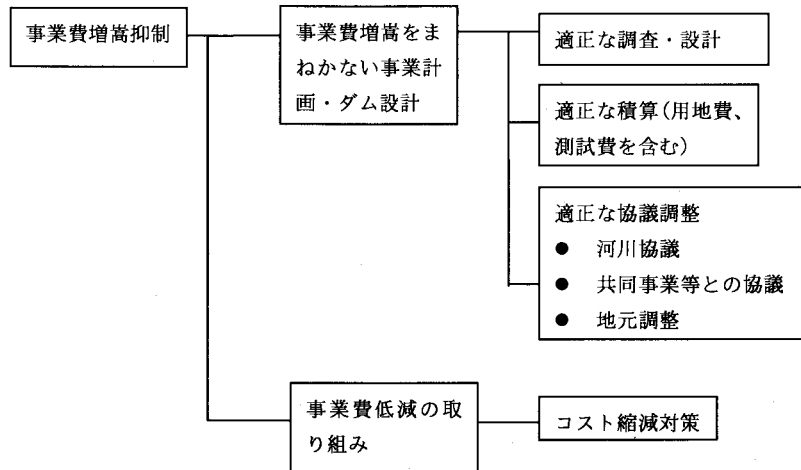 事業費増嵩抑制
事業費増嵩をま
ねかない事業計
画・ダム設計
適正な調査・設計
適正な積算(用地費、
測試費を含む)
適正な協議調整
● 河川協議
● 共同事業等との協議
● 地元調整
事業費低減の取
り組み
コスト縮減対策